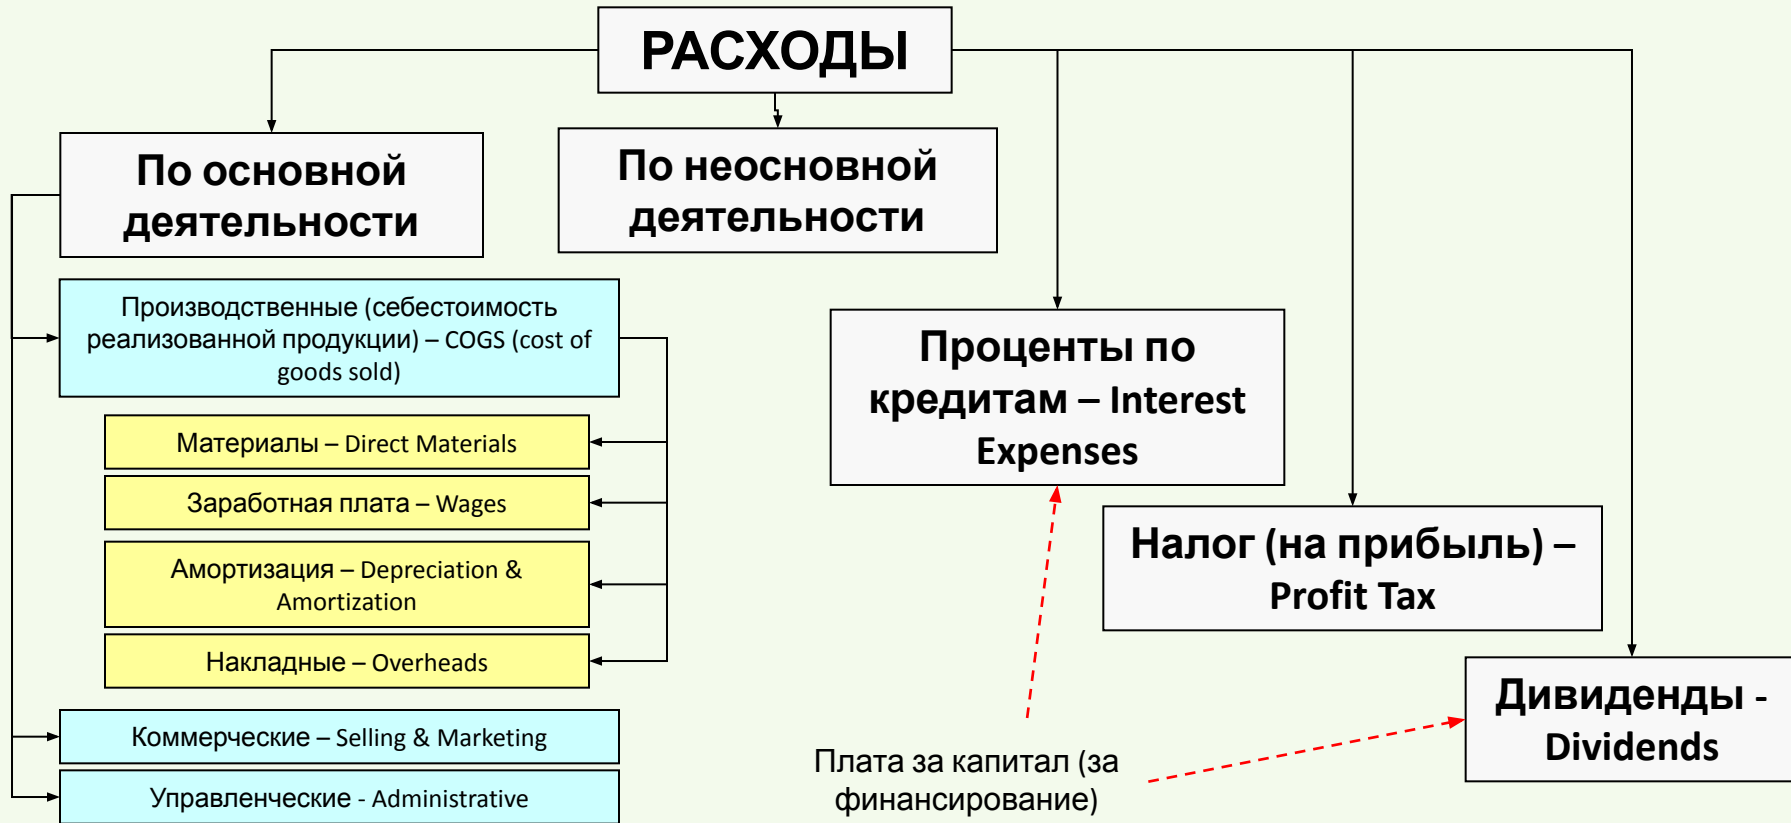 РАСХОДЫ
По основной
деятельности
По неосновной
деятельности
Производственные (себестоимость
реализованной продукции) – COGS (cost of
goods sold)
Материалы – Direct Materials
Заработная плата – Wages
Амортизация – Depreciation &
Amortization
Накладные – Overheads
Коммерческие – Selling & Marketing
Управленческие - Administrative
Проценты по
кредитам – Interest
Expenses
Налог (на прибыль) –
Profit Tax
Дивиденды -
Dividends
Плата за капитал (за
финансирование)